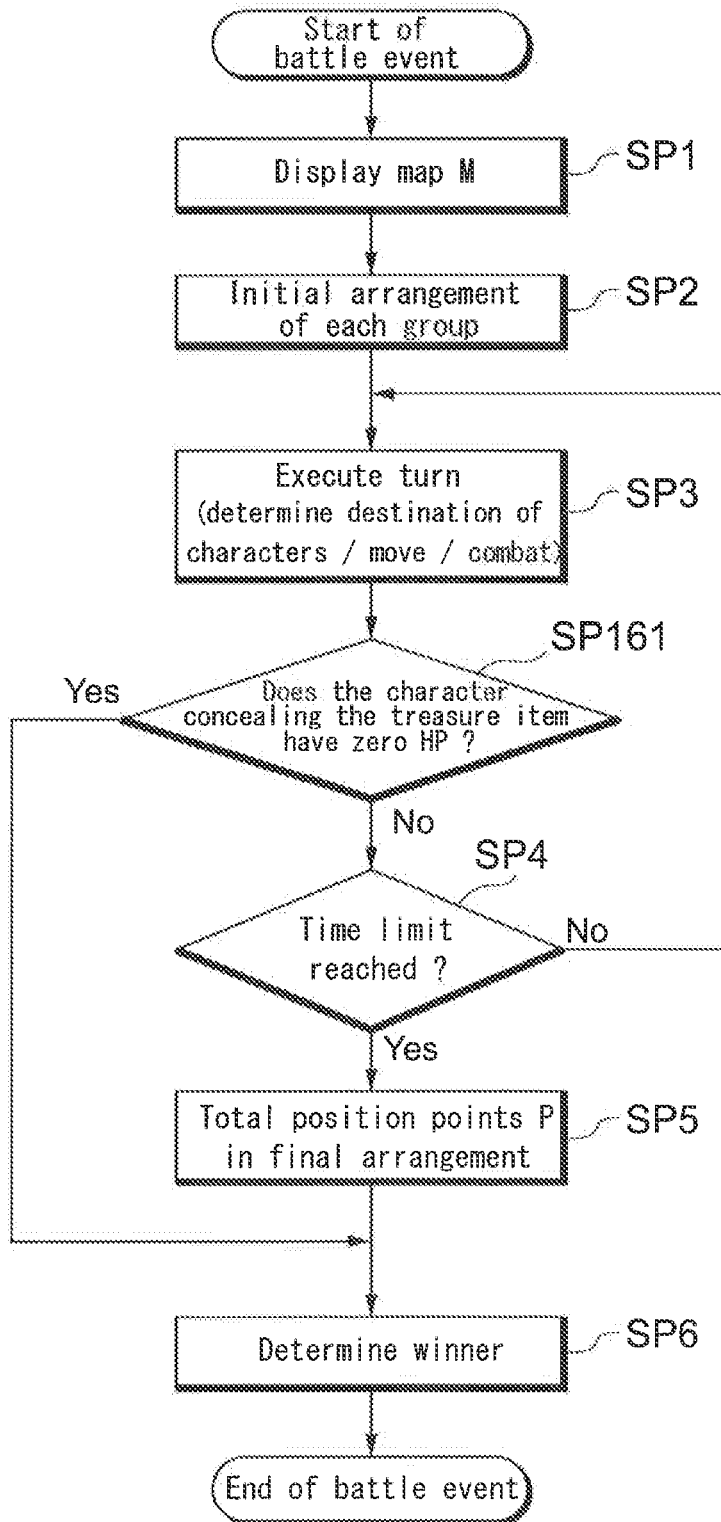 Start of
battle event
Display map M
SP1
Initial arrangement
of each group
SP2
Execute turn
(determine destination of
characters / move / combat)
SP3
SP161
Yes
Does the character
concealing the treasure item
have zero HP ?
No
SP4
Time limit
reached ?
No
Yes
Total position points P
in final arrangement
SP5
Determine winner
SP6
End of battle event